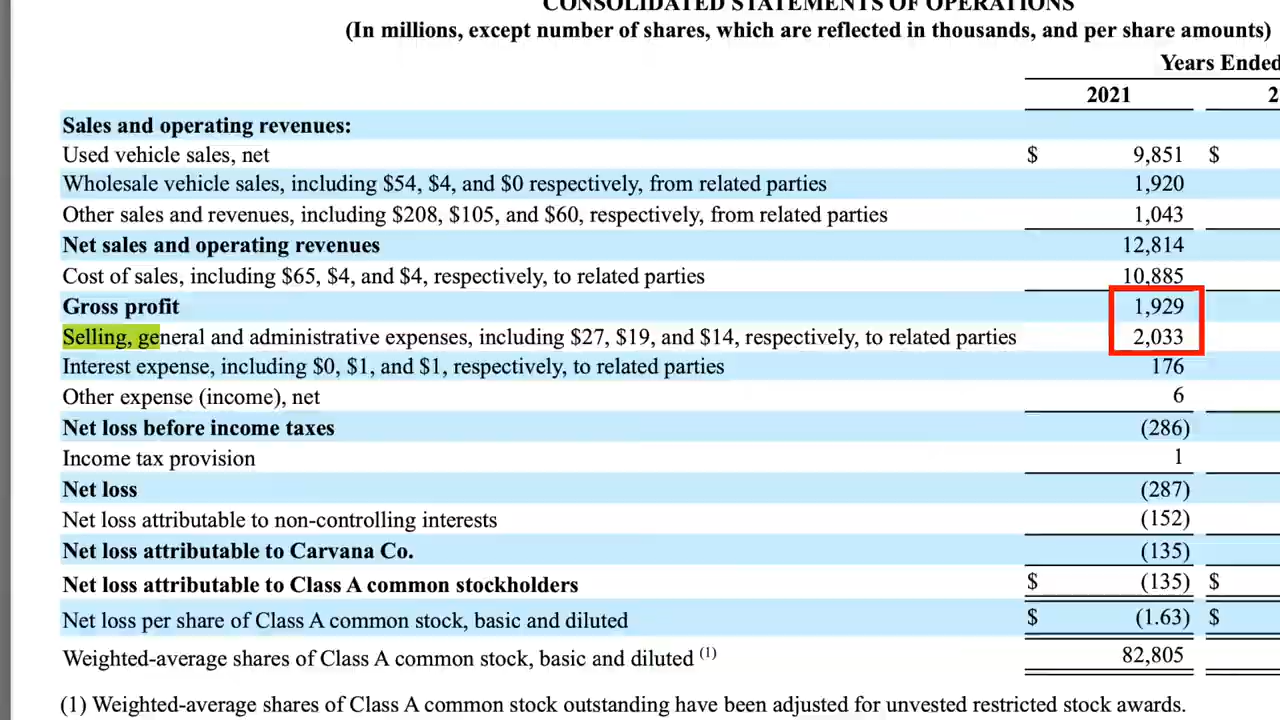 CONSOLIDATED STATEMENTS OF OPERATIONS
(In millions, except number of shares, which are reflected in thousands, and per share amounts)
Years Ended
2021 2
Sales and operating revenues:
Used vehicle sales, net $ 9,851 $
Wholesale vehicle sales, including $54, $4, and $0 respectively, from related parties 1,920
Other sales and revenues, including $208, $105, and $60, respectively, from related parties 1,043
Net sales and operating revenues 12,814
Cost of sales, including $65, $4, and $4, respectively, to related parties 10,885
Gross profit 1,929
Selling, general and administrative expenses, including $27, $19, and $14, respectively, to related parties 2,033
Interest expense, including $0, $1, and $1, respectively, to related parties 176
Other expense (income), net 6
Net loss before income taxes (286)
Income tax provision 1
Net loss (287)
Net loss attributable to non-controlling interests (152)
Net loss attributable to Carvana Co. (135)
Net loss attributable to Class A common stockholders $ (135) $
Net loss per share of Class A common stock, basic and diluted $ (1.63) $
Weighted-average shares of Class A common stock, basic and diluted (1) 82,805
(1) Weighted-average shares of Class A common stock outstanding have been adjusted for unvested restricted stock awards.